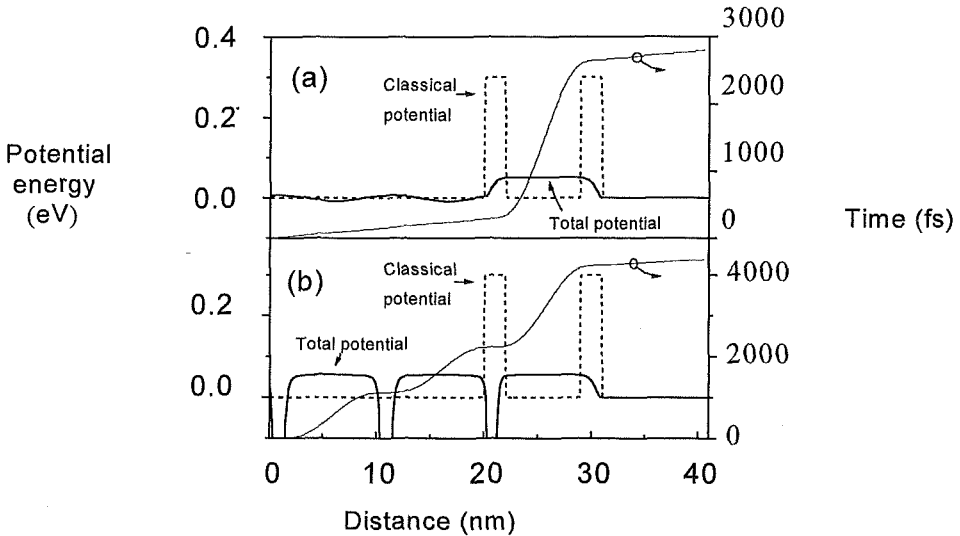 3000
0.4
(a)
Classical
potential
2000
0.2
Potential
energy
(eV)
1000
0.0
0
Total potential
Time (fs)
(b)
Classical
potential
4000
0.2
Total potential
2000
0.0
0
0
10
20
30
40
Distance (nm)